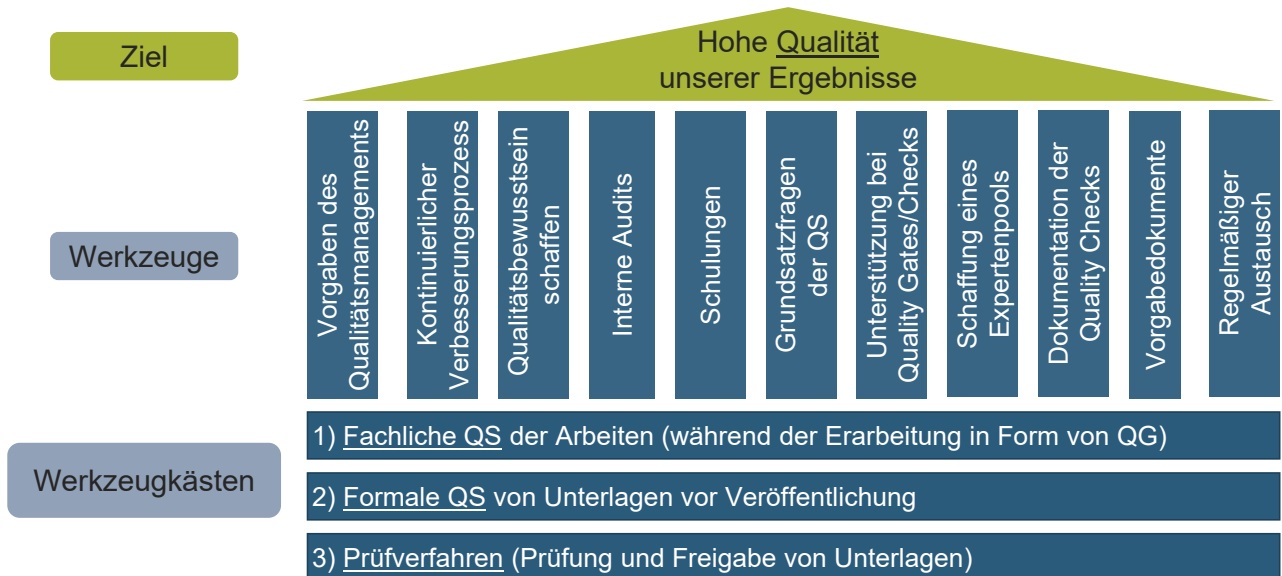 Ziel
Hohe Qualität
unserer Ergebnisse
Werkzeuge
Vorgaben des
Qualitätsmanagements
Kontinuierlicher
Verbesserungsprozess
Qualitätsbewusstsein
schaffen
Interne Audits
Schulungen
Grundsatzfragen
der QS
Unterstützung bei
Quality Gates/Checks
Schaffung eines
Expertenpools
Dokumentation der
Quality Checks
Vorgabedokumente
Regelmäßiger
Austausch
Werkzeugkästen
1) Fachliche QS der Arbeiten (während der Erarbeitung in Form von QG)
2) Formale QS von Unterlagen vor Veröffentlichung
3) Prüfverfahren (Prüfung und Freigabe von Unterlagen)